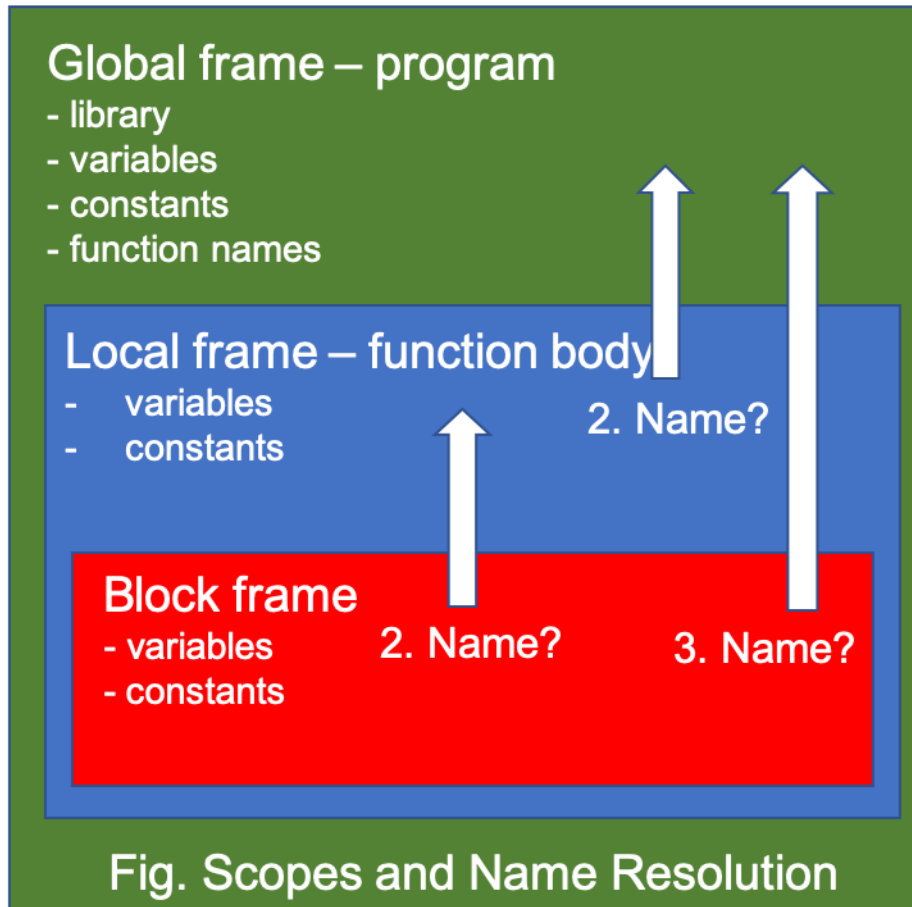 Global frame – program
- library
- variables
- constants
- function names
Local frame – function body
- variables
- constants
2. Name?
Block frame
- variables
- constants
2. Name?
3. Name?
Fig. Scopes and Name Resolution